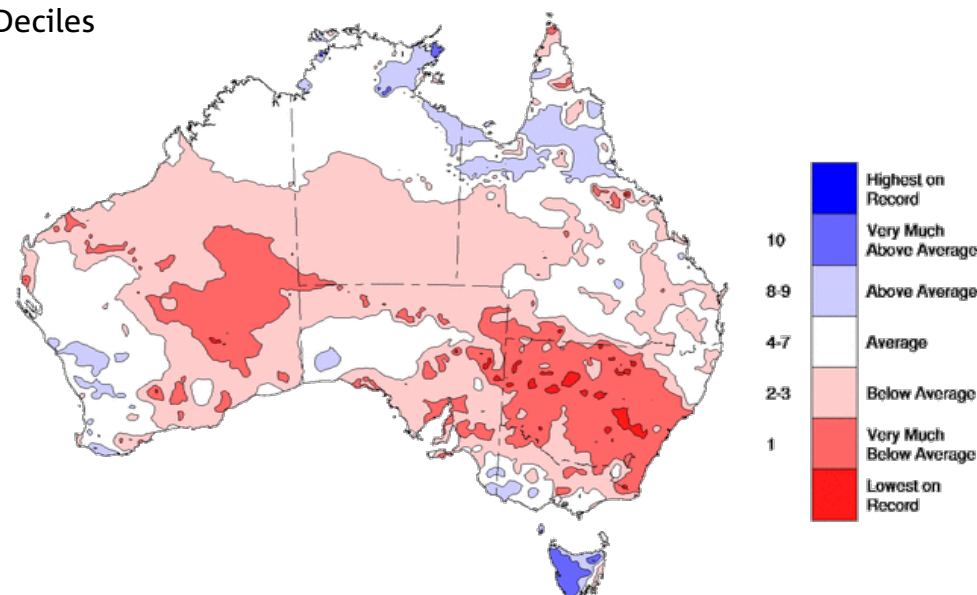 Deciles
Highest on
Record
10
Very Much
Above Average
8-9
Above Average
4-7
Average
2-3
Below Average
1
Very Much
Below Average
Lowest on
Record